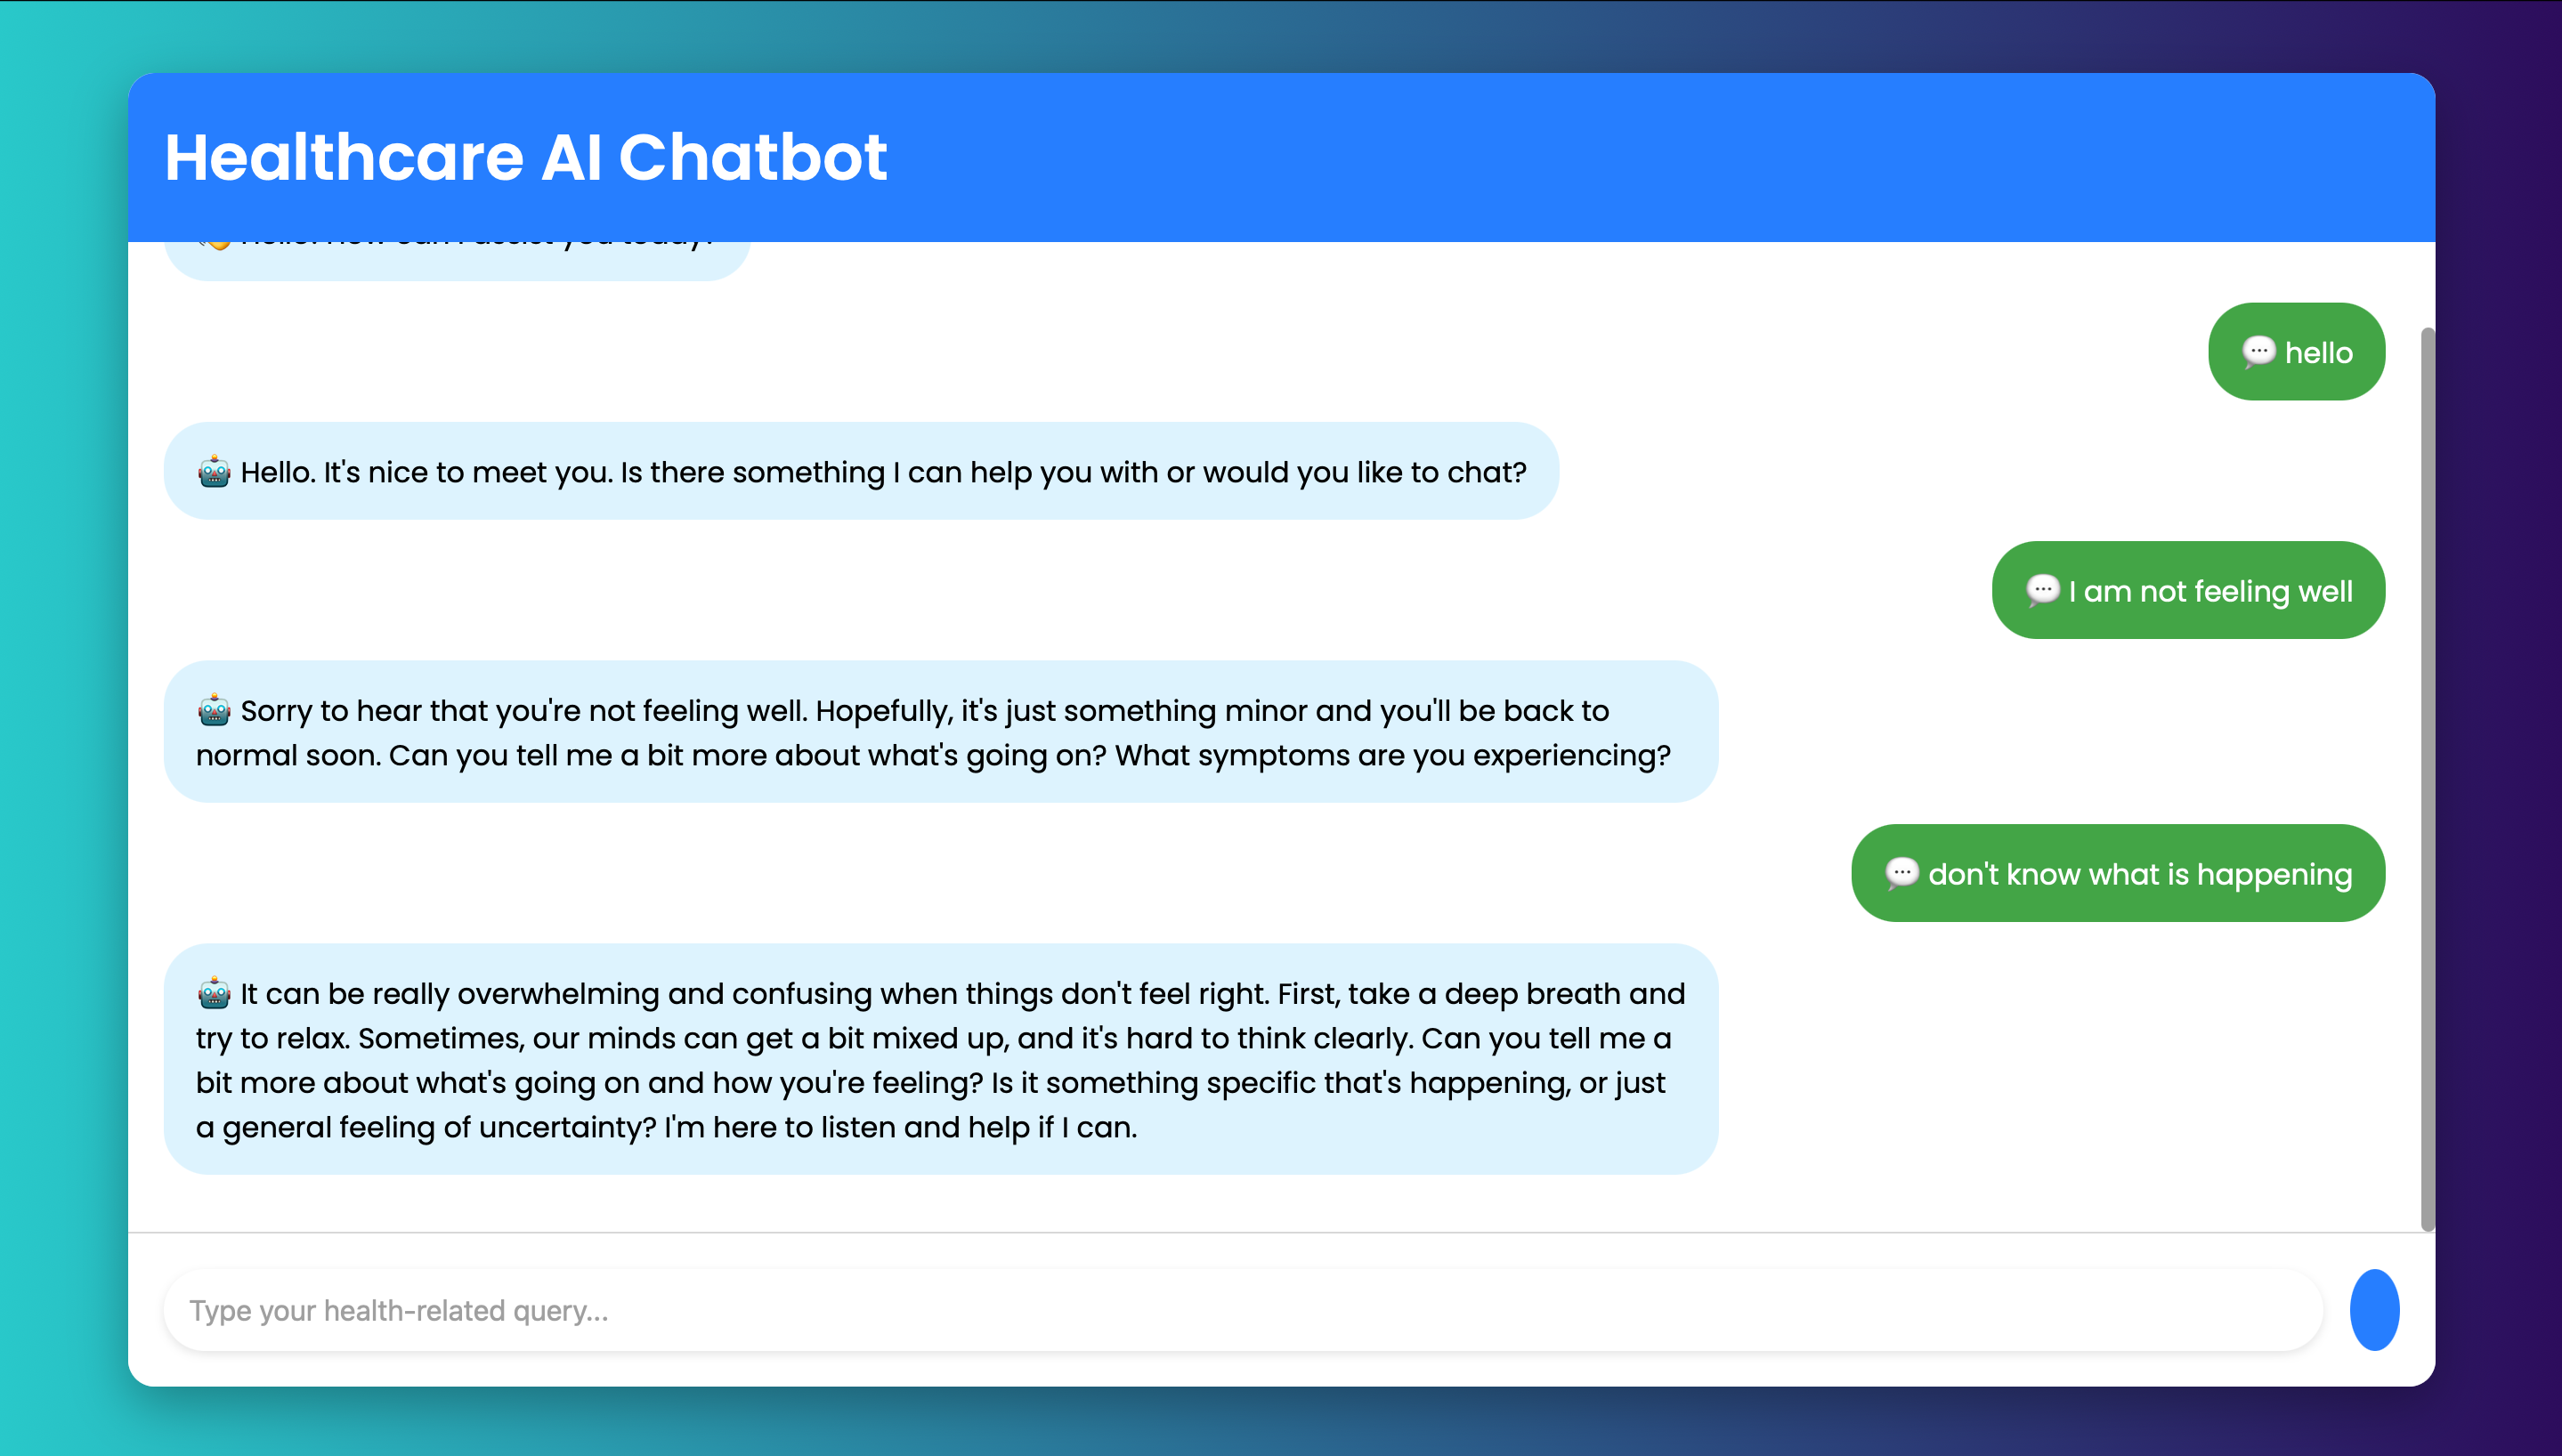 Healthcare AI Chatbot
Hello! How can I assist you today?
💬 hello
🤖 Hello. It's nice to meet you. Is there something I can help you with or would you like to chat?
💬 I am not feeling well
🤖 Sorry to hear that you're not feeling well. Hopefully, it's just something minor and you'll be back to
normal soon. Can you tell me a bit more about what's going on? What symptoms are you experiencing?
💬 don't know what is happening
🤖 It can be really overwhelming and confusing when things don't feel right. First, take a deep breath and
try to relax. Sometimes, our minds can get a bit mixed up, and it's hard to think clearly. Can you tell me a
bit more about what's going on and how you're feeling? Is it something specific that's happening, or just
a general feeling of uncertainty? I'm here to listen and help if I can.
Type your health-related query...